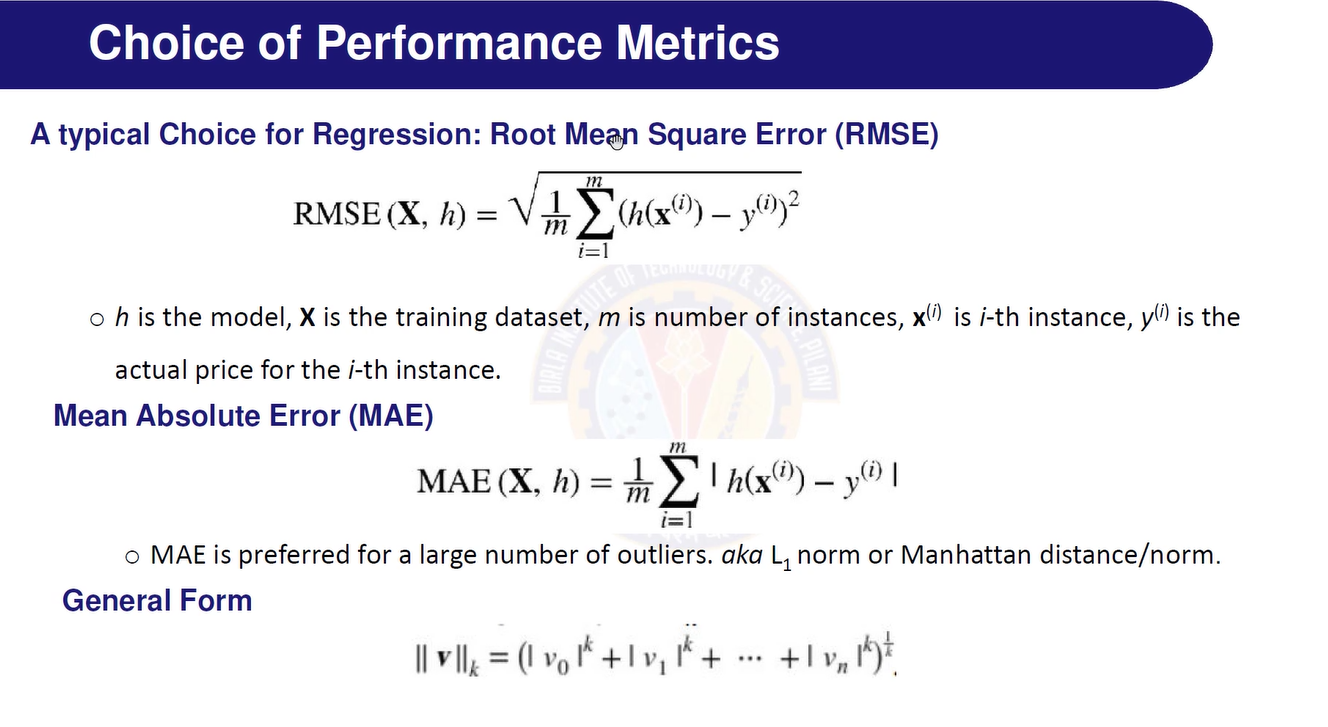 Choice of Performance Metrics
A typical Choice for Regression: Root Mean Square Error (RMSE)
RMSE (X, h) = √(1/m ∑_{i=1}^{m} (h(x^{(i)}) – y^{(i)})^2)
○ h is the model, X is the training dataset, m is number of instances, x^{(i)} is i-th instance, y^{(i)} is the
actual price for the i-th instance.
Mean Absolute Error (MAE)
MAE (X, h) = 1/m ∑_{i=1}^{m} | h(x^{(i)}) – y^{(i)} |
○ MAE is preferred for a large number of outliers. aka L_1 norm or Manhattan distance/norm.
General Form
|| v ||_k = (| v_0 |^k + | v_1 |^k + ⋯ + | v_n |^k)^{1/k}.